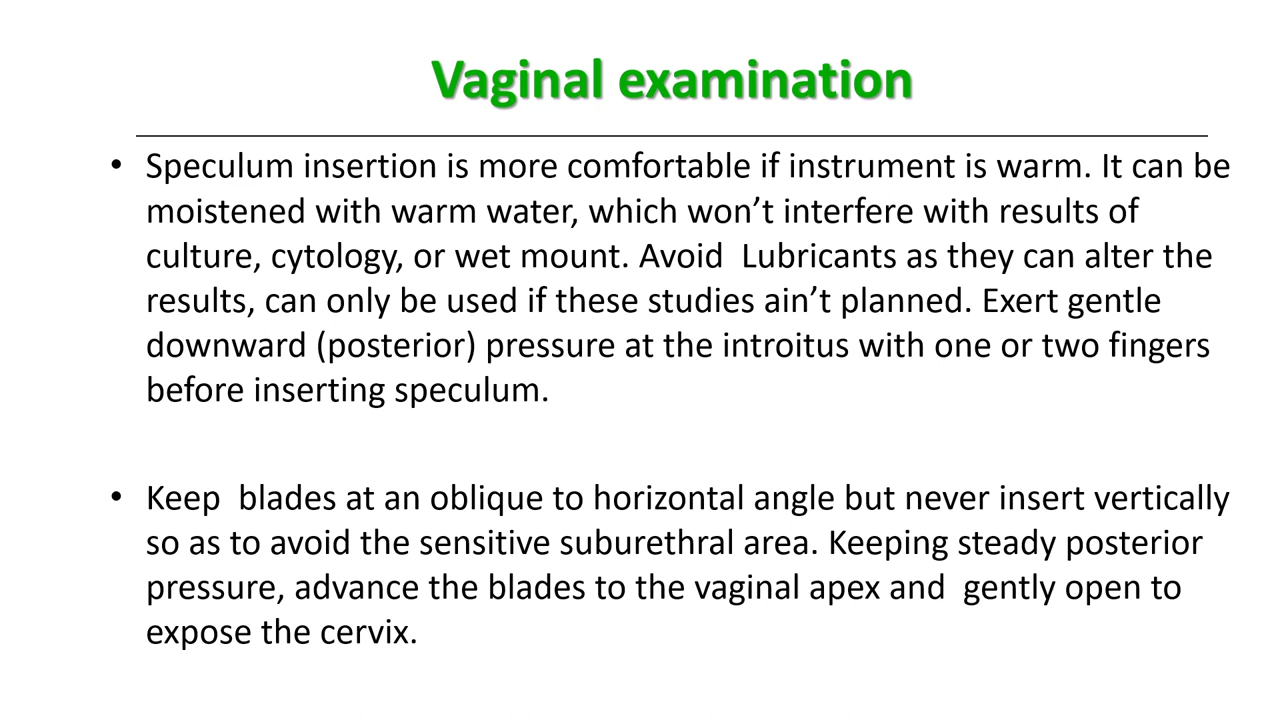 Vaginal examination
• Speculum insertion is more comfortable if instrument is warm. It can be
moistened with warm water, which won’t interfere with results of
culture, cytology, or wet mount. Avoid  Lubricants as they can alter the
results, can only be used if these studies ain’t planned. Exert gentle
downward (posterior) pressure at the introitus with one or two fingers
before inserting speculum.
• Keep  blades at an oblique to horizontal angle but never insert vertically
so as to avoid the sensitive suburethral area. Keeping steady posterior
pressure, advance the blades to the vaginal apex and  gently open to
expose the cervix.